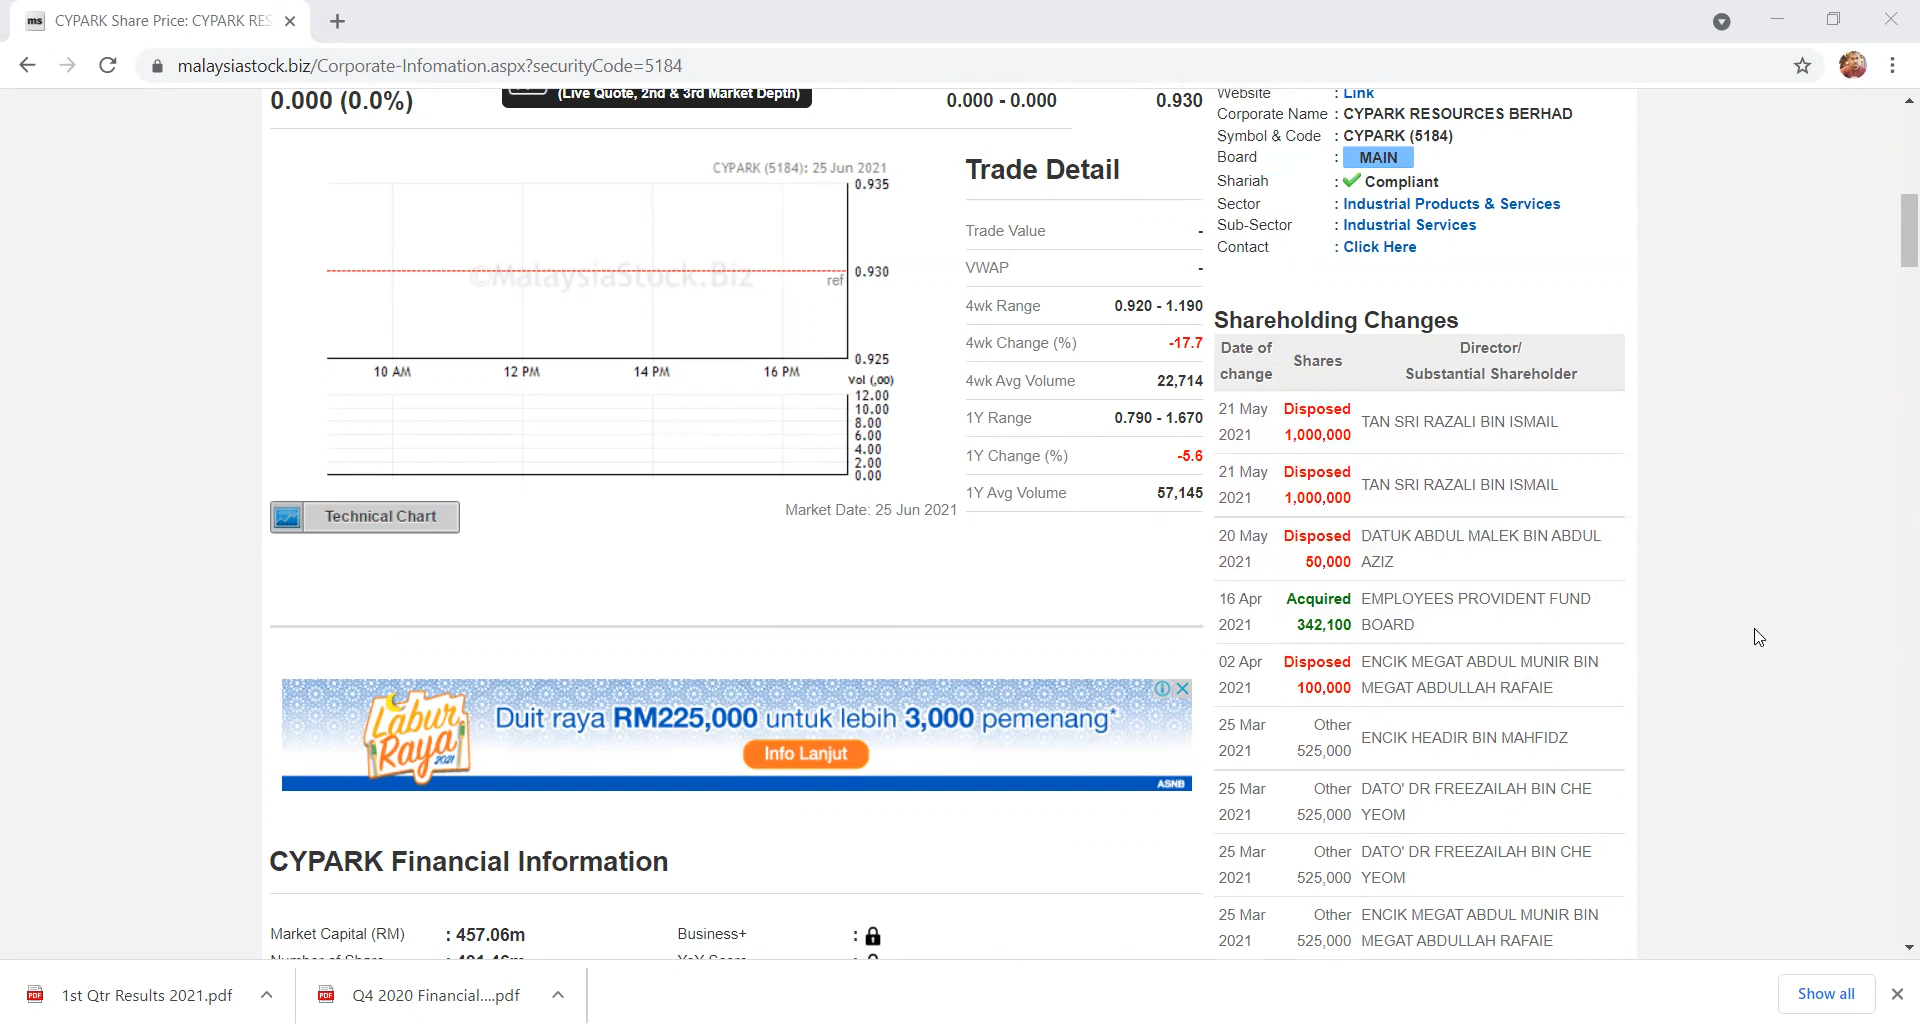 ms CYPARK Share Price: CYPARK RES
malaysiastock.biz/Corporate-Infomation.aspx?securityCode=5184
0.000 (0.0%)
(Live Quote, 2nd & 3rd Market Depth)
0.000 - 0.000
0.930
CYPARK (5184): 25 Jun 2021
0.935
0.930
ref
0.925
©MalaysiaStock.Biz
10 AM 12 PM 14 PM 16 PM
Vol (,00)
12.00
10.00
8.00
6.00
4.00
2.00
0.00
Technical Chart
Market Date: 25 Jun 2021
Trade Detail
Trade Value -
VWAP -
4wk Range 0.920 - 1.190
4wk Change (%) -17.7
4wk Avg Volume 22,714
1Y Range 0.790 - 1.670
1Y Change (%) -5.6
1Y Avg Volume 57,145
Labur
Raya
2021
Duit raya RM225,000 untuk lebih 3,000 pemenang*
Info Lanjut
ASNB
CYPARK Financial Information
Market Capital (RM) : 457.06m Business+ :
Website : Link
Corporate Name : CYPARK RESOURCES BERHAD
Symbol & Code : CYPARK (5184)
Board : MAIN
Shariah : Compliant
Sector : Industrial Products & Services
Sub-Sector : Industrial Services
Contact : Click Here
Shareholding Changes
Date of change Shares Director/ Substantial Shareholder
21 May Disposed TAN SRI RAZALI BIN ISMAIL
2021 1,000,000
21 May Disposed TAN SRI RAZALI BIN ISMAIL
2021 1,000,000
20 May Disposed DATUK ABDUL MALEK BIN ABDUL
2021 50,000 AZIZ
16 Apr Acquired EMPLOYEES PROVIDENT FUND
2021 342,100 BOARD
02 Apr Disposed ENCIK MEGAT ABDUL MUNIR BIN
2021 100,000 MEGAT ABDULLAH RAFAIE
25 Mar Other ENCIK HEADIR BIN MAHFIDZ
2021 525,000
25 Mar Other DATO' DR FREEZAILAH BIN CHE
2021 525,000 YEOM
25 Mar Other DATO' DR FREEZAILAH BIN CHE
2021 525,000 YEOM
25 Mar Other ENCIK MEGAT ABDUL MUNIR BIN
2021 525,000 MEGAT ABDULLAH RAFAIE
1st Qtr Results 2021.pdf
Q4 2020 Financial....pdf
Show all